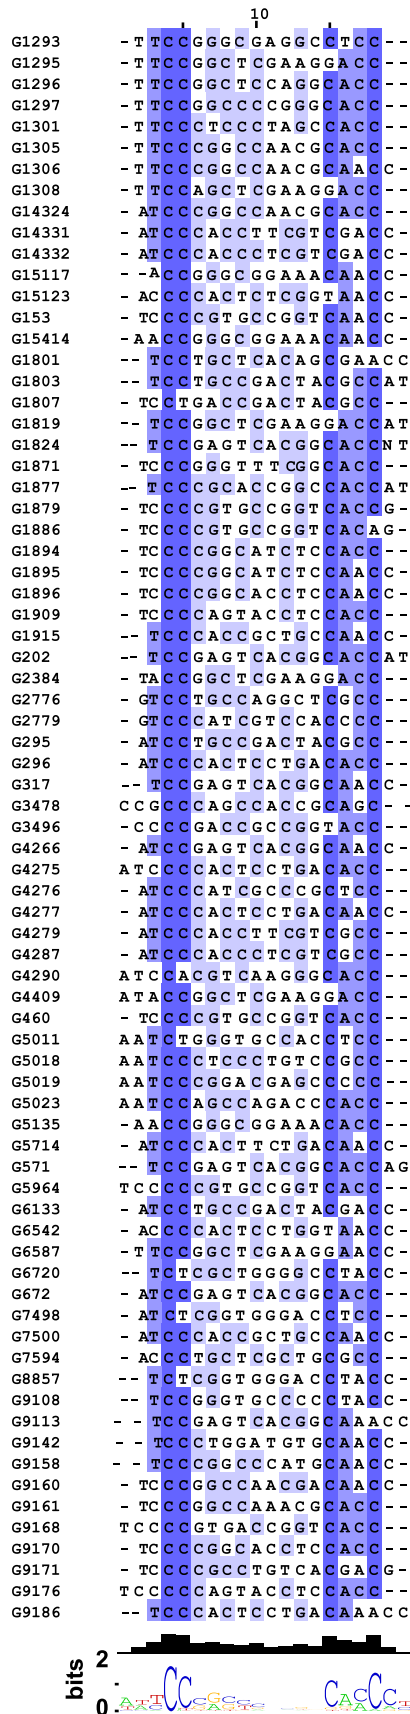 10
G1293 -TTCCGGGCGAGGCCTCC--
G1295 -TTCCGGCTCGAAGGACC--
G1296 -TTCCGGCTCCAGGCACC--
G1297 -TTCCGGCCCCGGGCACC--
G1301 -TTCCCTCCCTAGCCACC--
G1305 -TTCCCGGCCAACGCACC--
G1306 -TTCCCGGCCAACGCAACC-
G1308 -TTCCAGCTCGAAGGACC--
G14324 -ATCCCGGCCAACGCACC--
G14331 -ATCCCACCTTCGTCGACC-
G14332 -ATCCCACCCTCGTCGACC-
G15117 --ACCGGGCGGAAACAACC-
G15123 -ACCCCACTCTCGGTAACC-
G153 -TCCCCGTGCCGGTCACC--
G15414 -AACCGGGCGGAAACAACC-
G1801 --TCCTGCTCACAGCGAACC
G1803 --TCCTGCCGACTACGCCAT
G1807 -TCCTGACCGACTACGCC--
G1819 --TCCGGCTCGAAGGACCAT
G1824 --TCCGAGTCACGGCACCNT
G1871 -TCCCGGGTTTCGGCACC--
G1877 --TCCCGCACCGGCCACCAT
G1879 -TCCCCGTGCCGGTCACCG-
G1886 -TCCCCGTGCCGGTCACAG-
G1894 -TCCCCGGCATCTCCACC--
G1895 -TCCCCGGCATCTCCAACC-
G1896 -TCCCCGGCACCTCCAACC-
G1909 -TCCCCAGTACCTCCACC--
G1915 --TCCCACCGCTGCCAACC-
G202 --TCCGAGTCACGGCACCAT
G2384 -TACCGGCTCGAAGGACC--
G2776 -GTCCTGCCAGGCTCGCC--
G2779 -GTCCCATCGTCCACCCC--
G295 -ATCCTGCCGACTACGCC--
G296 -ATCCCACTCCTGACACC--
G317 --TCCGAGTCACGGCAACC-
G3478 CCGCCCAGCCACCGCAGC--
G3496 -CCCCGACCGCCGGTACC--
G4266 -ATCCGAGTCACGGCAACC-
G4275 ATCCCCACTCCTGACACC--
G4276 -ATCCCATCGCCCGCTCC--
G4277 -ATCCCACTCCTGACAACC-
G4279 -ATCCCACCTTCGTCGCC--
G4287 -ATCCCACCCTCGTCGCC--
G4290 ATCCACGTCAAGGGCACC--
G4409 ATACCGGCTCGAAGGACC--
G460 -TCCCCGTGCCGGTCACC--
G5011 AATCTGGGTGCCACCTCC--
G5018 AATCCCTCCCTGTCCGCC--
G5019 AATCCCGGACGAGCCCCC--
G5023 AATCCAGCCAGACCCACC--
G5135 -AACCGGGCGGAAACACC--
G5714 -ATCCCACTTCTGACAACC-
G571 --TCCGAGTCACGGCACCAG
G5964 TCCCCCGTGCCGGTCACC--
G6133 -ATCCTGCCGACTACGACC-
G6542 -ACCCCACTCCTGGTAACC-
G6587 -TTCCGGCTCGAAGGAACC-
G6720 --TCTCGCTGGGGCCTACC-
G672 -ATCCGAGTCACGGCACC--
G7498 -ATCTCGGTGGGACCTCC--
G7500 -ATCCCACCGCTGCCAACC-
G7594 -ACCCTGCTCGCTGCGCC--
G8857 --TCTCGGTGGGACCTACC-
G9108 --TCCGGGTGCCCCCTACC-
G9113 --TCCGAGTCACGGCAAACC
G9142 --TCCCTGGATGTGCAACC-
G9158 --TCCCGGCCCATGCAACC-
G9160 -TCCCGGCCAACGACAACC-
G9161 -TCCCGGCCAAACGCACC--
G9168 TCCCCCGTGACCGGTCACC--
G9170 -TCCCCGGCACCTCCACC--
G9171 -TCCCCGCCTGTCACGACG-
G9176 TCCCCCAGTACCTCCACC--
G9186 --TCCCACTCCTGACAAACC
bits
2
0